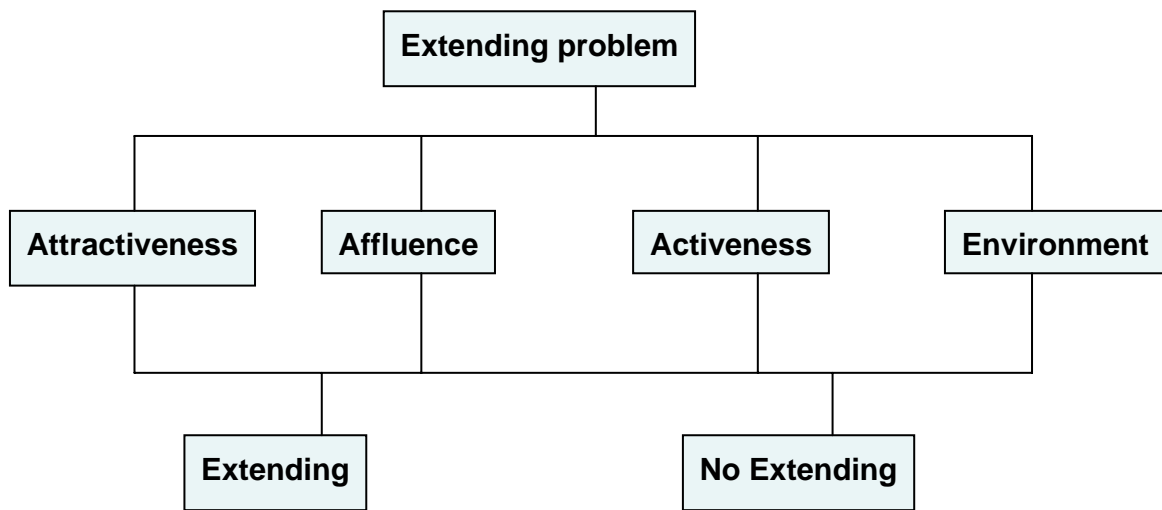 Extending problem
Attractiveness
Affluence
Activeness
Environment
Extending
No Extending